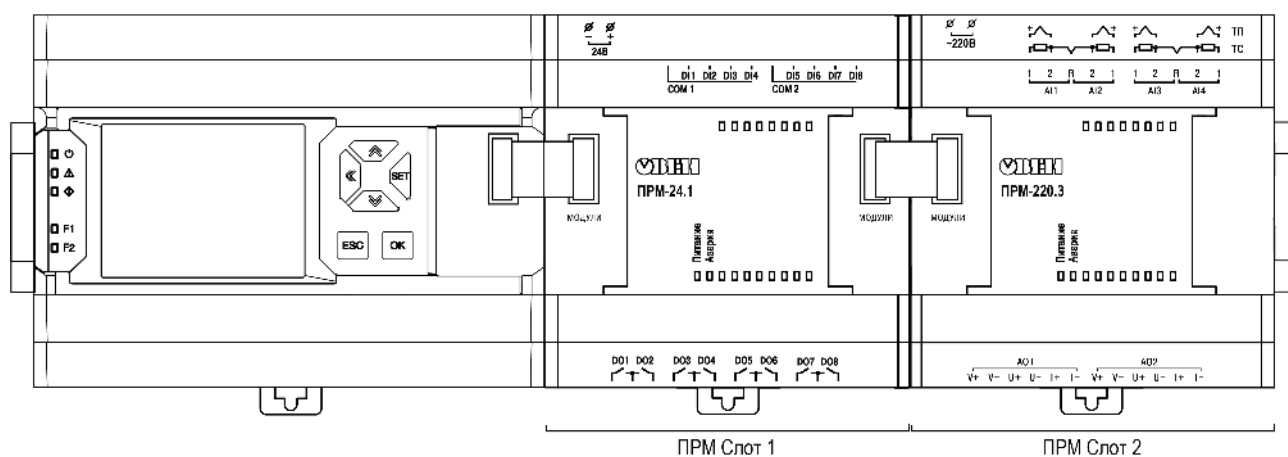 - +
24В
DI1 DI2 DI3 DI4 DI5 DI6 DI7 DI8
COM 1 COM 2
~220В
+ + + + ТП
ТС
1 2 R 2 1 1 2 R 2 1
AI1 AI2 AI3 AI4
F1
F2
SET
ESC OK
МОДУЛИ
ОВЕН
ПРМ-24.1
Питание
Авария
МОДУЛИ
МОДУЛИ
ОВЕН
ПРМ-220.3
Питание
Авария
DO1 DO2 DO3 DO4 DO5 DO6 DO7 DO8
AO1 AO2
V+ V- U+ U- I+ I- V+ V- U+ U- I+ I-
ПРМ Слот 1 ПРМ Слот 2